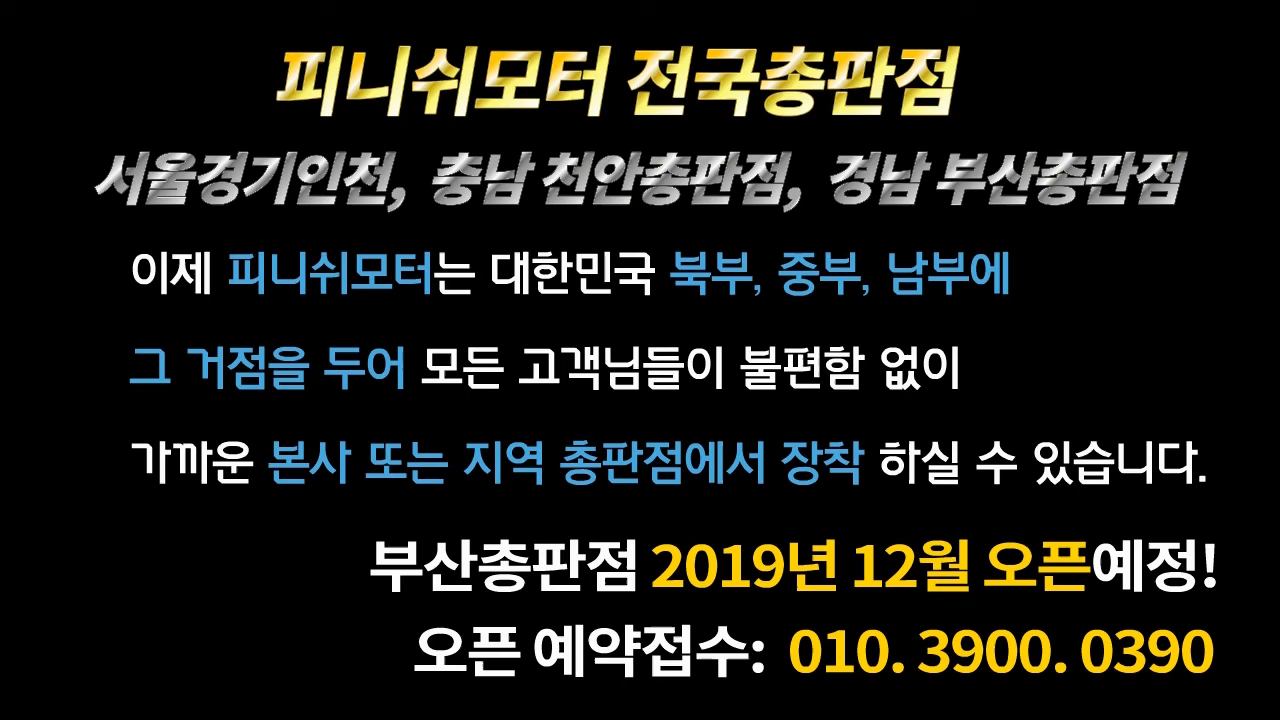 피니쉬모터 전국총판점
서울경기인천, 충남 천안총판점, 경남 부산총판점
이제 피니쉬모터는 대한민국 북부, 중부, 남부에
그 거점을 두어 모든 고객님들이 불편함 없이
가까운 본사 또는 지역 총판점에서 장착 하실 수 있습니다.
부산총판점 2019년 12월 오픈예정!
오픈 예약접수: 010. 3900. 0390